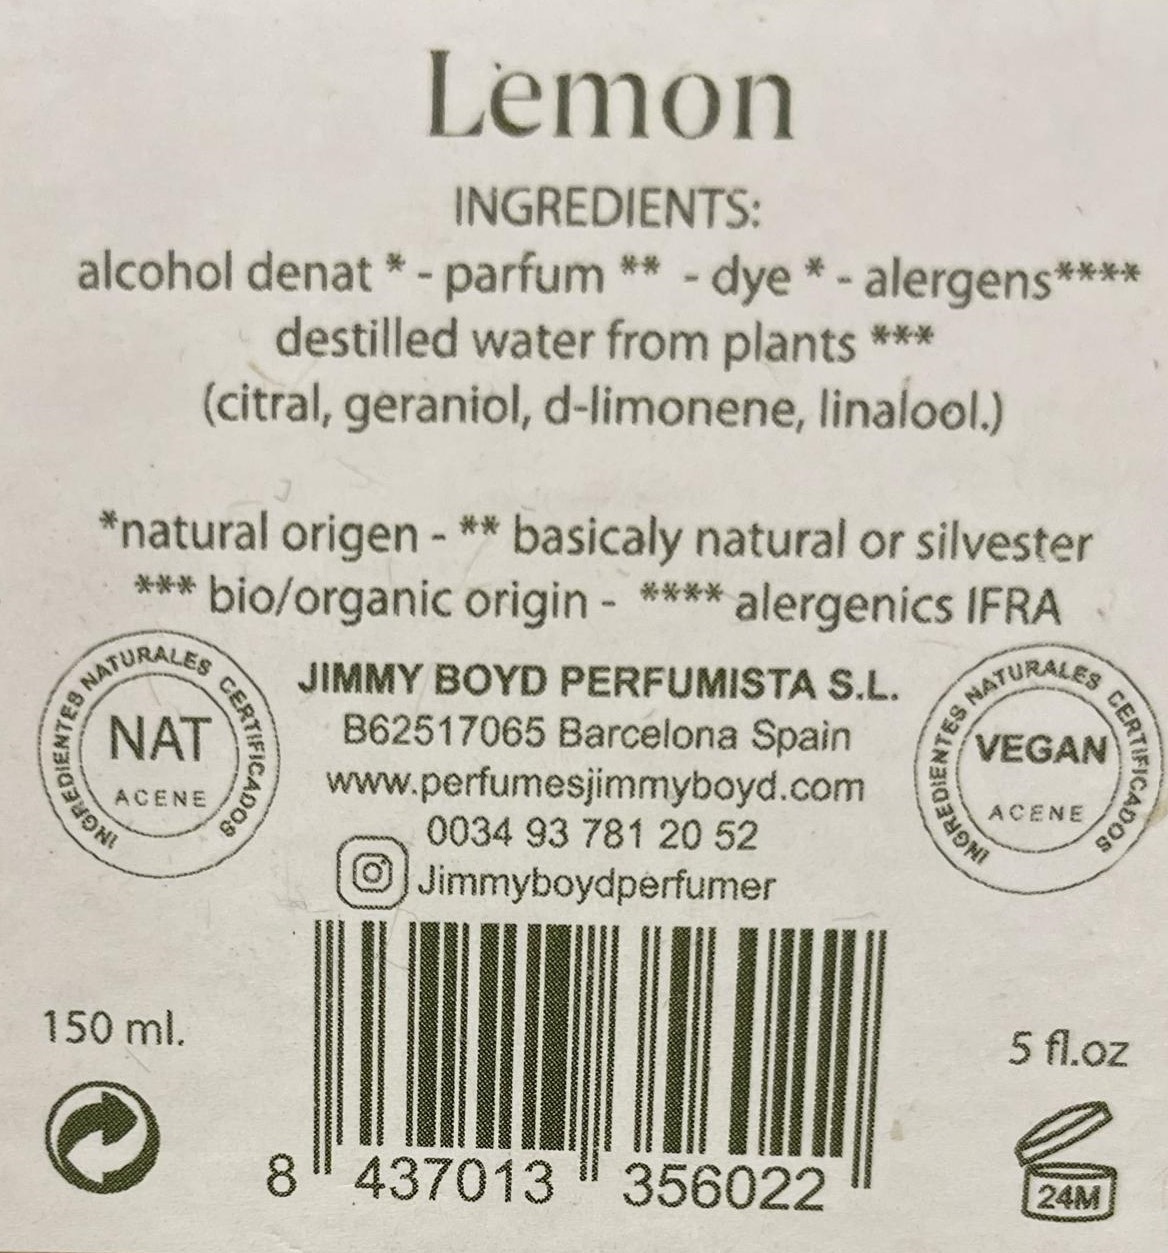 Lemon
INGREDIENTS:
alcohol denat * - parfum ** - dye * - alergens****
destilled water from plants ***
(citral, geraniol, d-limonene, linalool.)
*natural origen - ** basicaly natural or silvester
*** bio/organic origin - **** alergenics IFRA
INGREDIENTES NATURALES CERTIFICADOS
NAT
ACENE
JIMMY BOYD PERFUMISTA S.L.
B62517065 Barcelona Spain
www.perfumesjimmyboyd.com
0034 93 781 20 52
Jimmyboydperfumer
INGREDIENTES NATURALES CERTIFICADOS
VEGAN
ACENE
150 ml.
5 fl.oz
8 437013 356022
24M